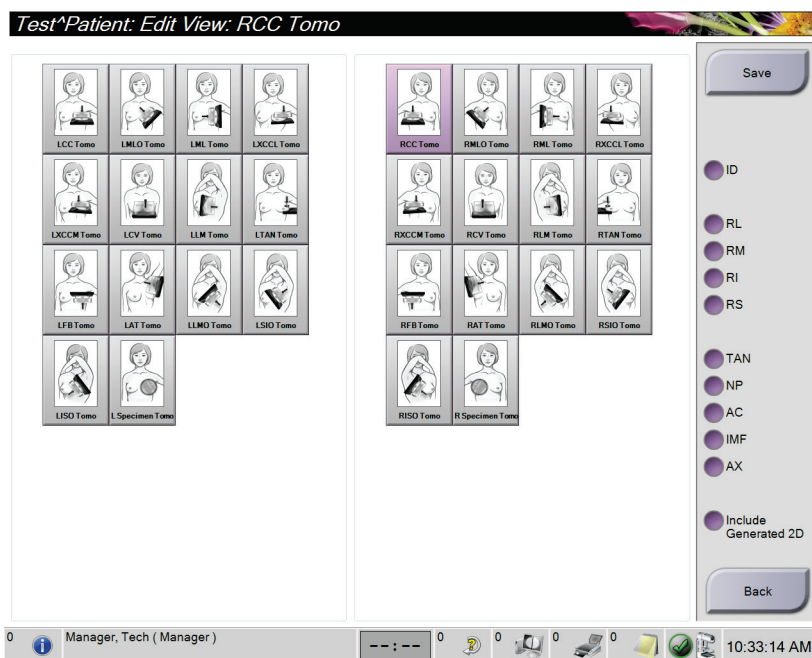 Test^Patient: Edit View: RCC Tomo
LCC Tomo LMLO Tomo LML Tomo LXCCL Tomo
LXCCM Tomo LCV Tomo LLM Tomo LTAN Tomo
LFB Tomo LAT Tomo LLMO Tomo LSIO Tomo
LISO Tomo L Specimen Tomo
RCC Tomo RMLO Tomo RML Tomo RXCCL Tomo
RXCCM Tomo RCV Tomo RLM Tomo RTAN Tomo
RFB Tomo RAT Tomo RLMO Tomo RSIO Tomo
RISO Tomo R Specimen Tomo
Save
ID
RL
RM
RI
RS
TAN
NP
AC
IMF
AX
Include
Generated 2D
Back
0 Manager, Tech ( Manager ) --:-- 0 0 0 0 10:33:14 AM